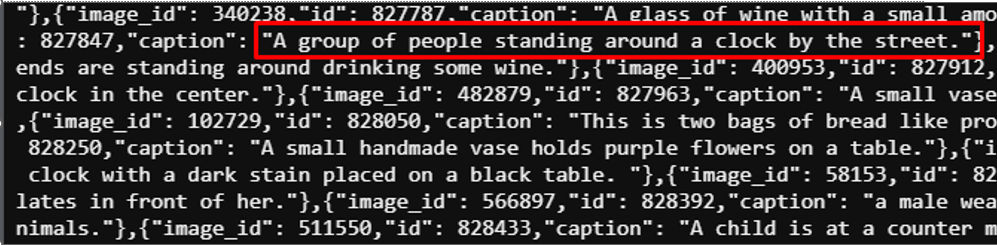 "},{"image_id": 340238,"id": 827787,"caption": "A glass of wine with a small amo
: 827847,"caption": "A group of people standing around a clock by the street."},
ends are standing around drinking some wine."},{"image_id": 400953,"id": 827912,
clock in the center."},{"image_id": 482879,"id": 827963,"caption": "A small vase
,{"image_id": 102729,"id": 828050,"caption": "This is two bags of bread like pro
828250,"caption": "A small handmade vase holds purple flowers on a table."},{"i
clock with a dark stain placed on a black table. "},{"image_id": 58153,"id": 82
lates in front of her."},{"image_id": 566897,"id": 828392,"caption": "a male wea
nimals."},{"image_id": 511550,"id": 828433,"caption": "A child is at a counter m